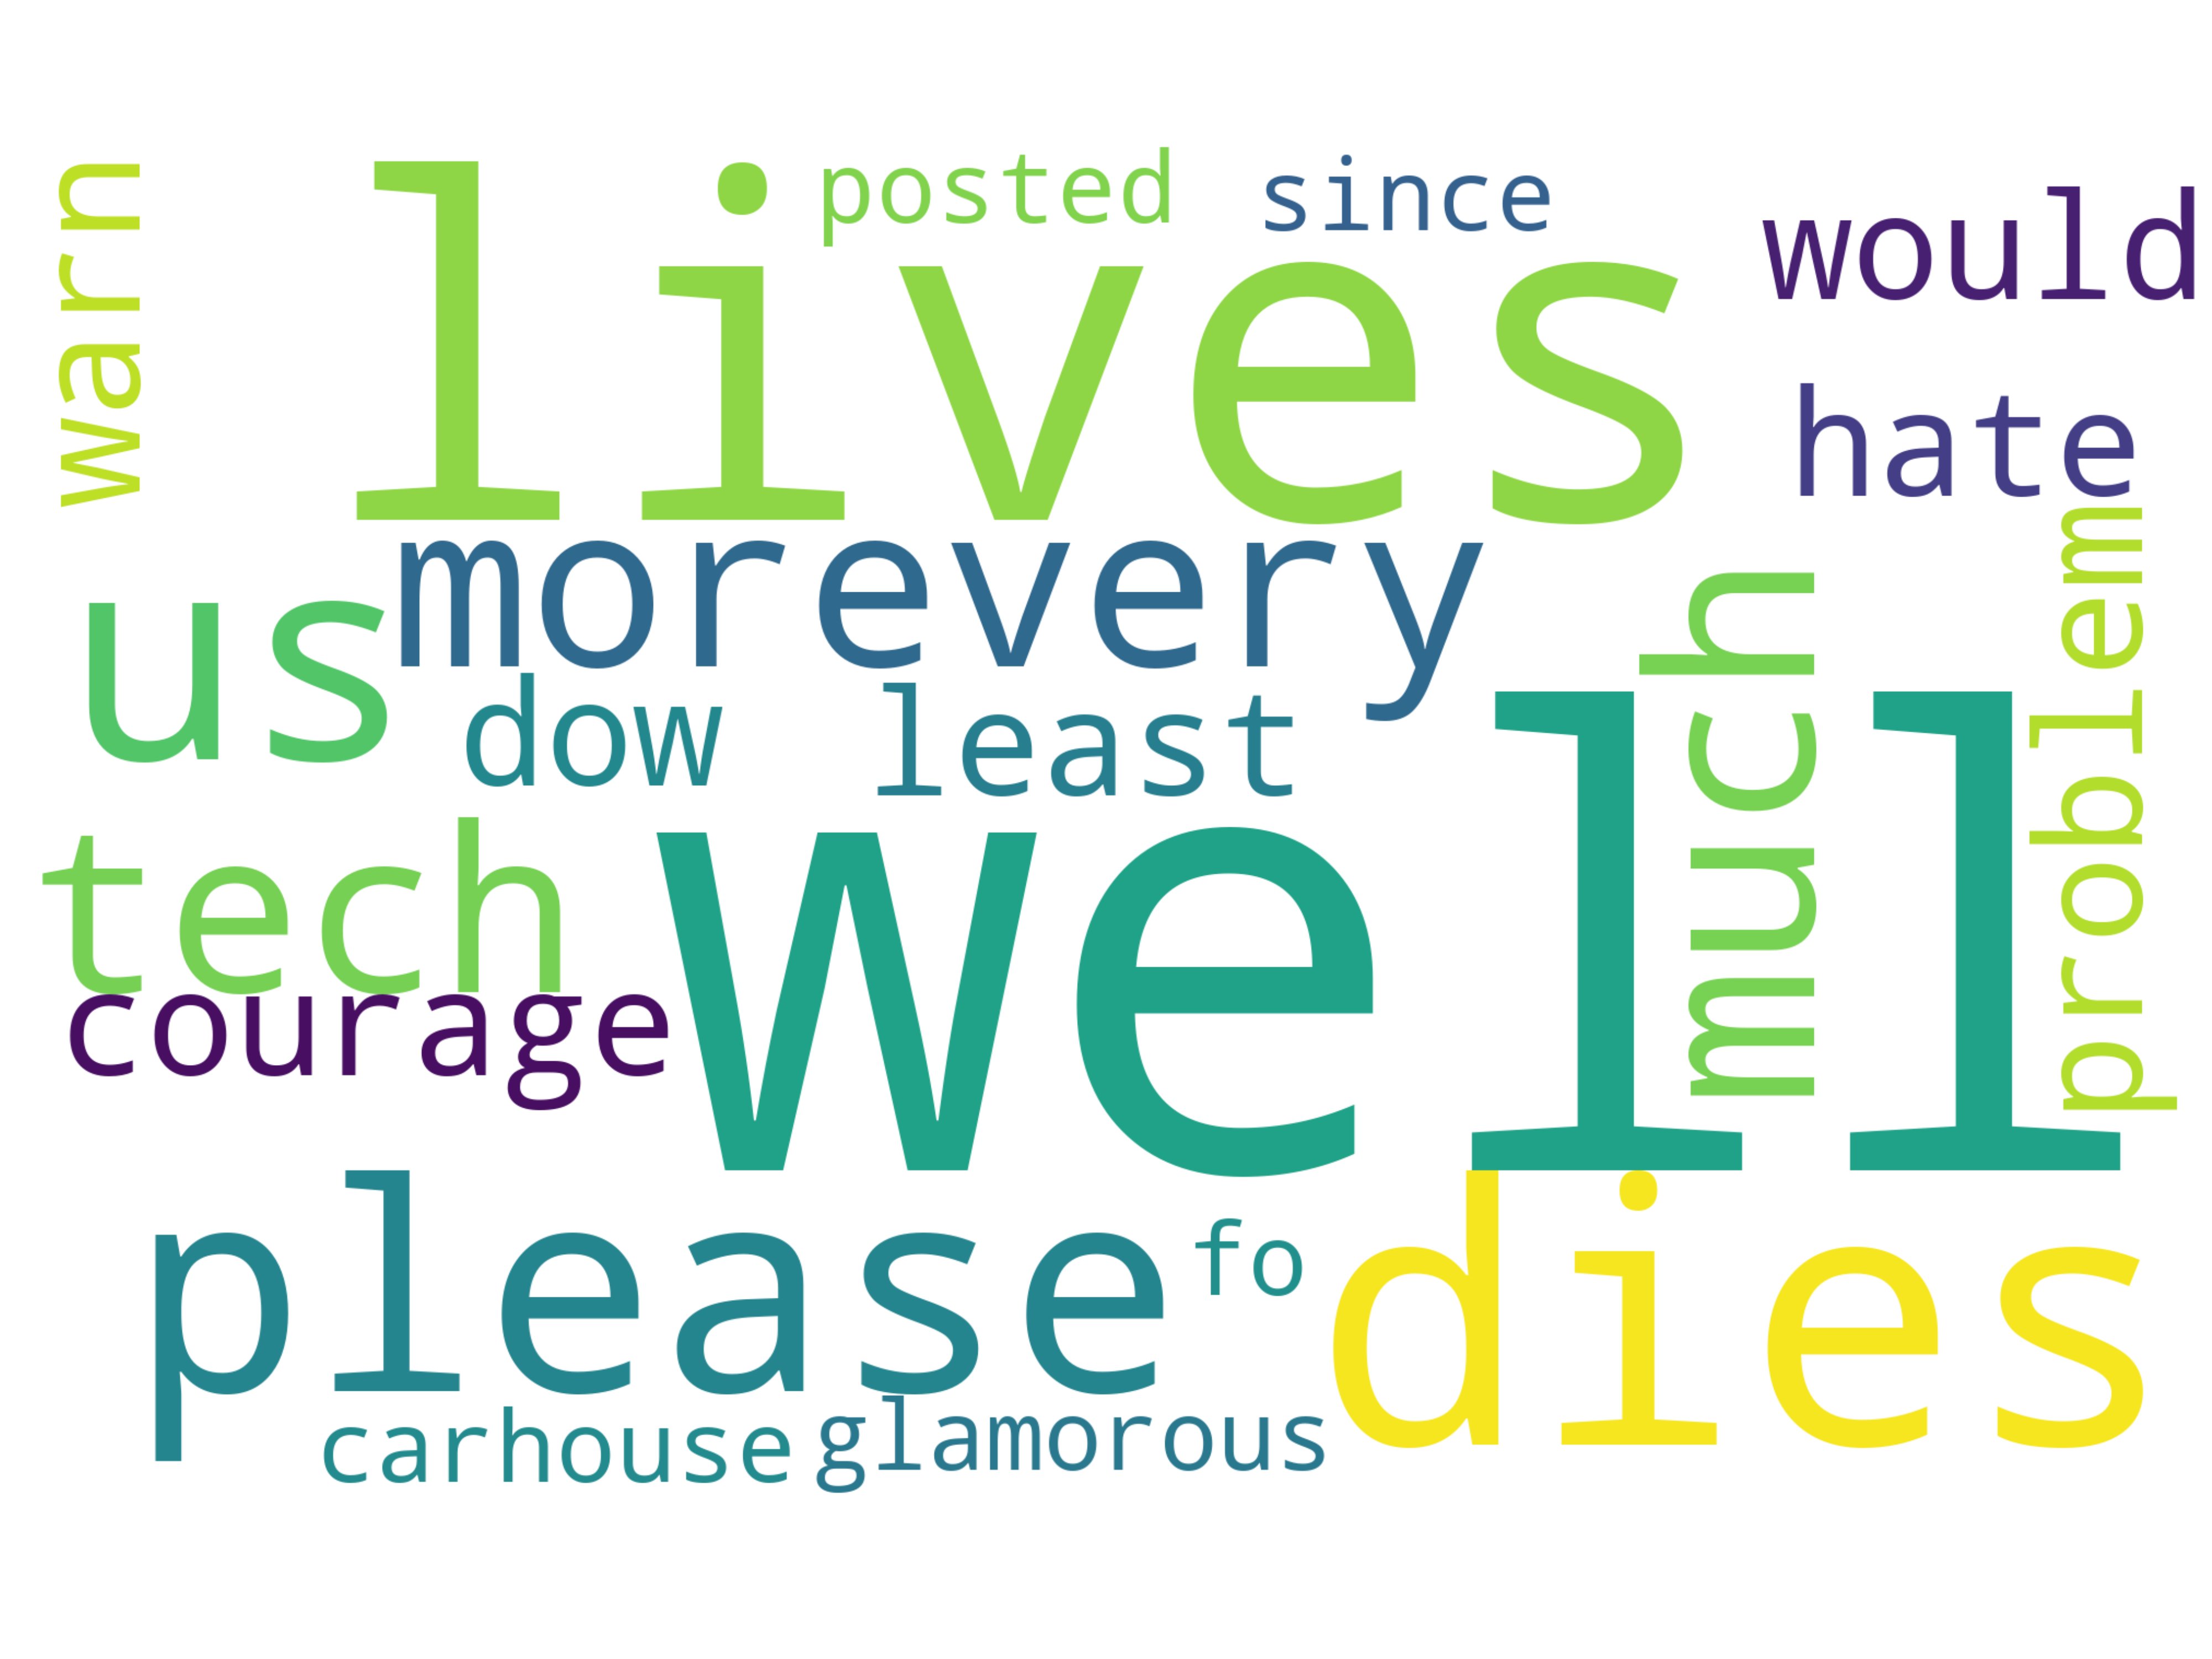 posted since
would
warn
lives
hate
morevery
us
much
problem
dow least
tech
well
courage
please
fo
dies
carhouse glamorous